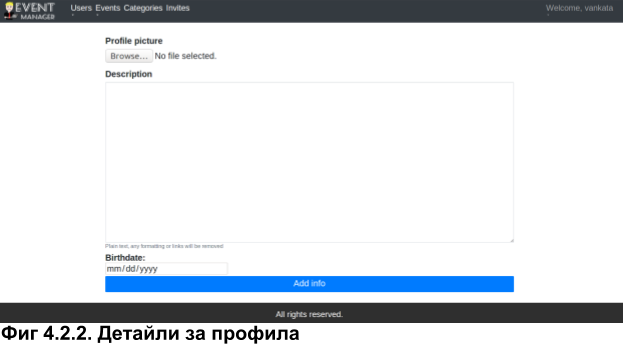 EVENT
MANAGER
Users Events Categories Invites
Welcome, vankata
Profile picture
Browse... No file selected.
Description
Plain text, any formatting or links will be removed
Birthdate:
mm/dd/yyyy
Add info
All rights reserved.
Фиг 4.2.2. Детайли за профила